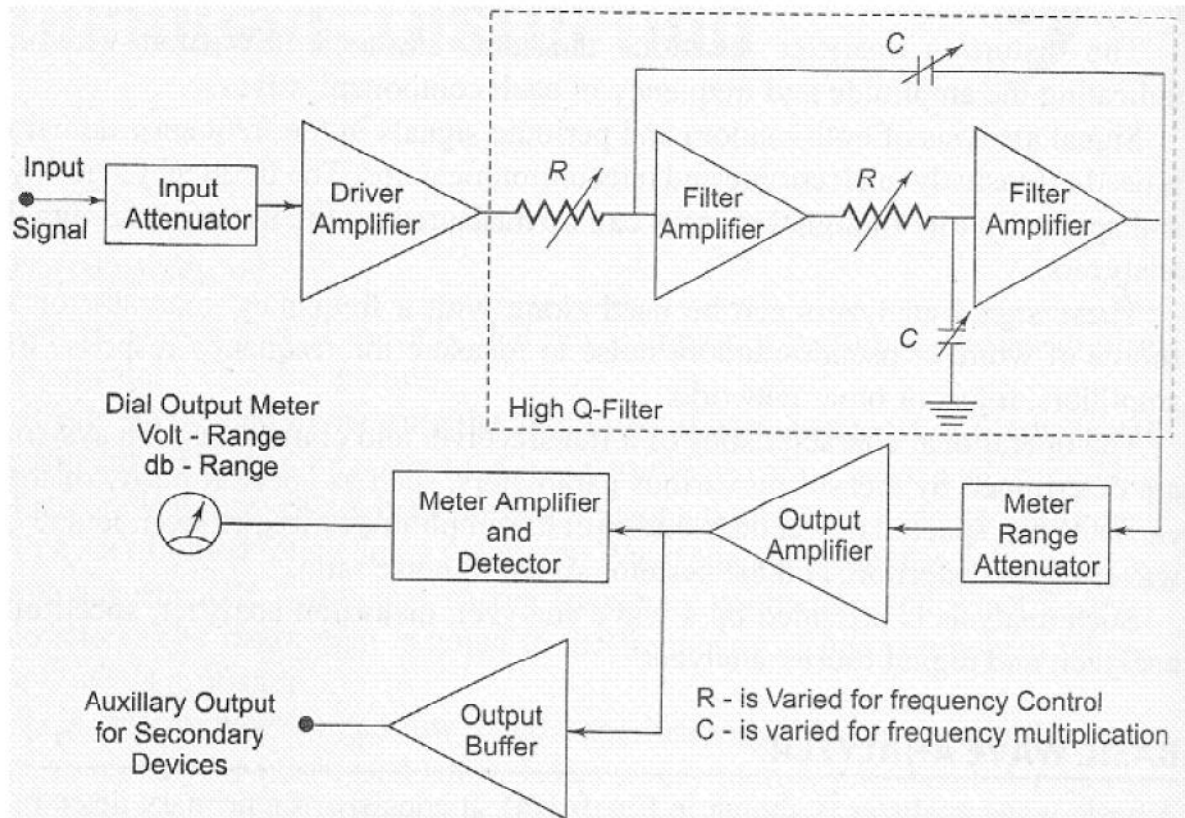 C
Input
Signal
Input
Attenuator
Driver
Amplifier
R
Filter
Amplifier
R
Filter
Amplifier
C
High Q-Filter
Dial Output Meter
Volt - Range
db - Range
Meter Amplifier
and
Detector
Output
Amplifier
Meter
Range
Attenuator
Auxillary Output
for Secondary
Devices
Output
Buffer
R - is Varied for frequency Control
C - is varied for frequency multiplication